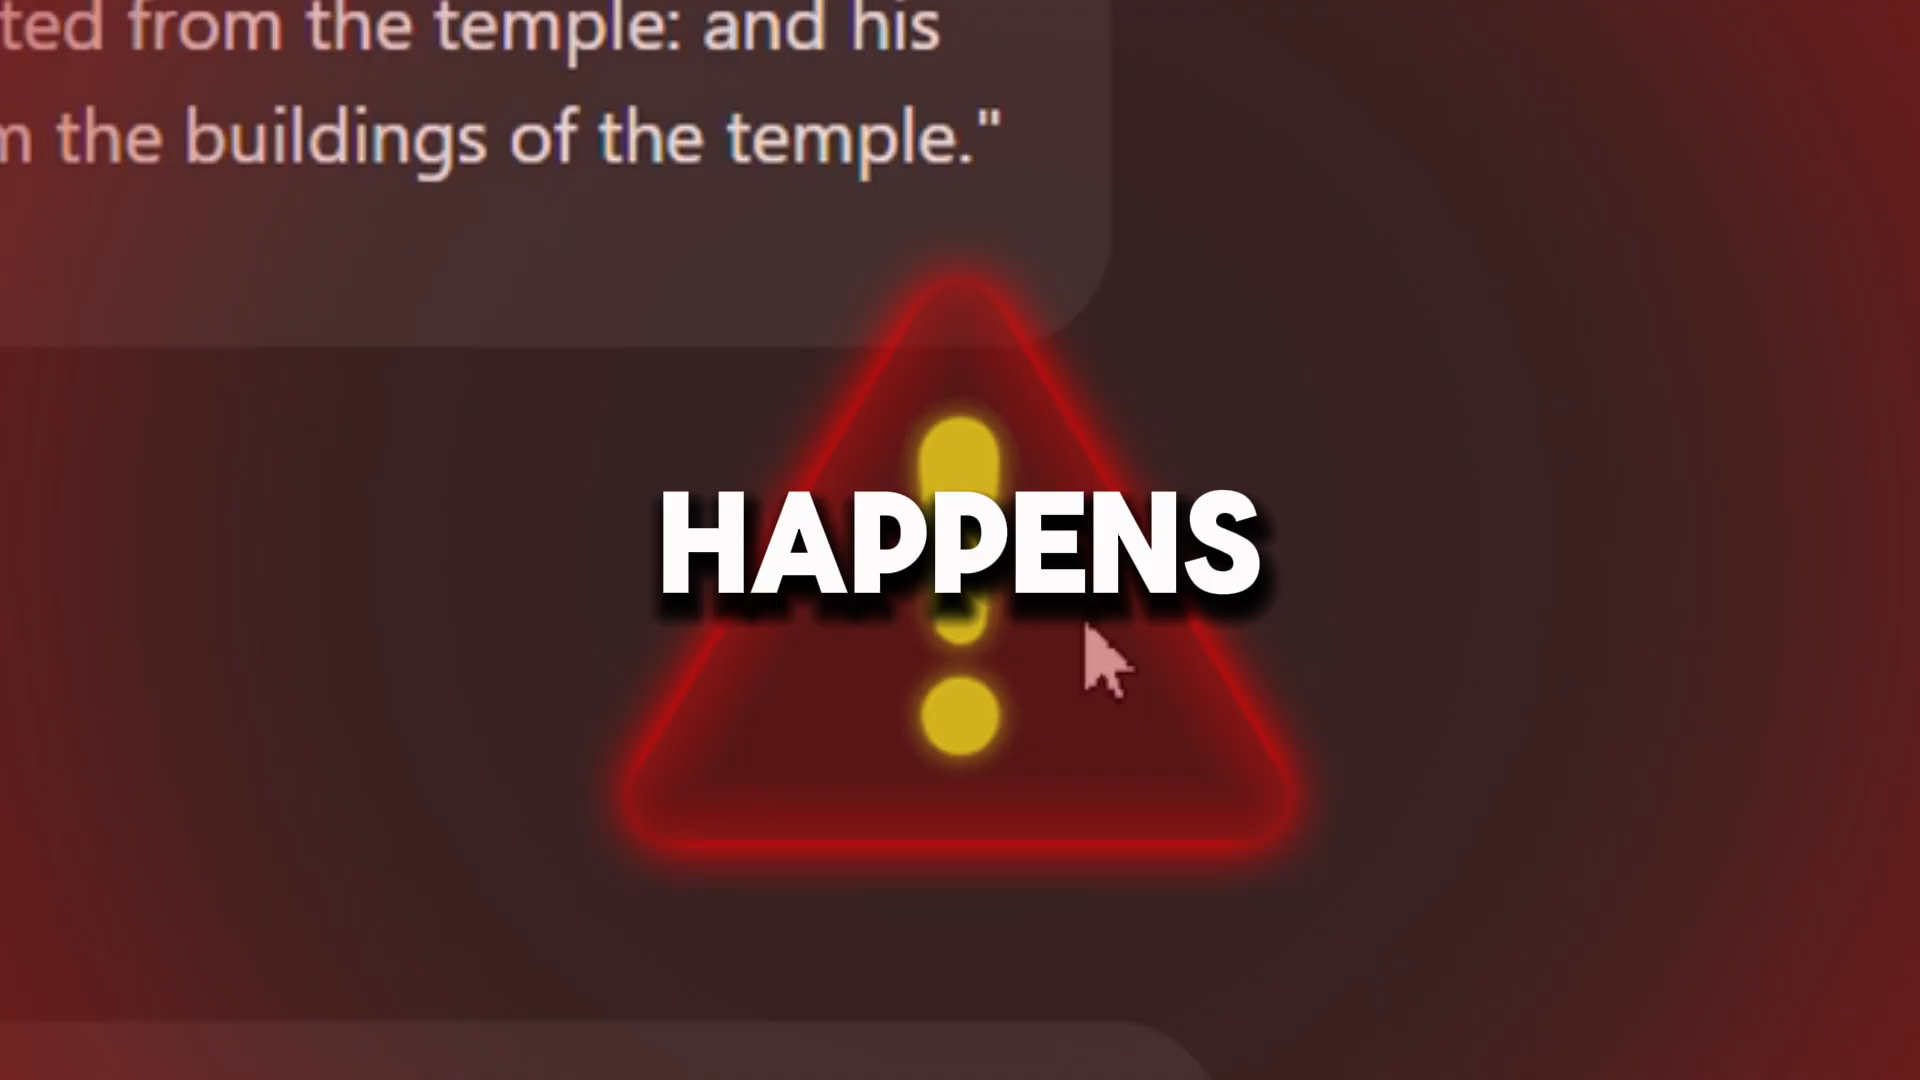 ted from the temple: and his
m the buildings of the temple."
HAPPENS